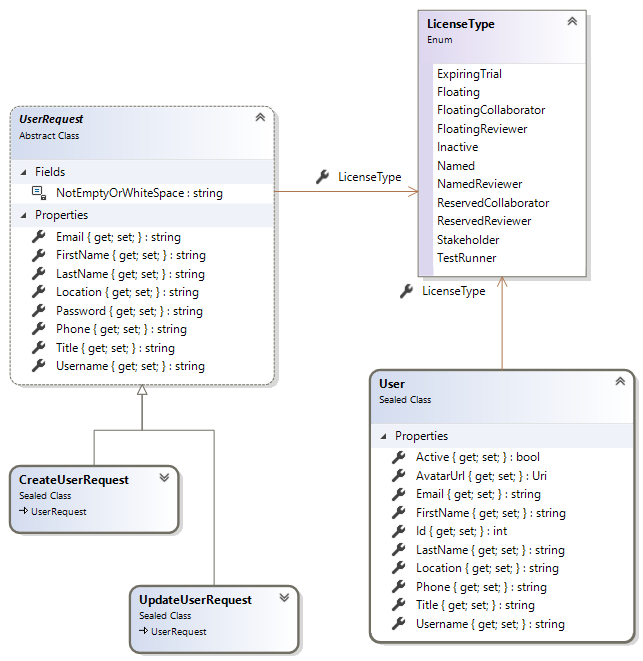 LicenseType
Enum
ExpiringTrial
Floating
FloatingCollaborator
FloatingReviewer
Inactive
Named
NamedReviewer
ReservedCollaborator
ReservedReviewer
Stakeholder
TestRunner
UserRequest
Abstract Class
Fields
NotEmptyOrWhiteSpace : string
Properties
Email { get; set; } : string
FirstName { get; set; } : string
LastName { get; set; } : string
Location { get; set; } : string
Password { get; set; } : string
Phone { get; set; } : string
Title { get; set; } : string
Username { get; set; } : string
LicenseType
LicenseType
User
Sealed Class
Properties
Active { get; set; } : bool
AvatarUrl { get; set; } : Uri
Email { get; set; } : string
FirstName { get; set; } : string
Id { get; set; } : int
LastName { get; set; } : string
Location { get; set; } : string
Phone { get; set; } : string
Title { get; set; } : string
Username { get; set; } : string
CreateUserRequest
Sealed Class
UserRequest
UpdateUserRequest
Sealed Class
UserRequest